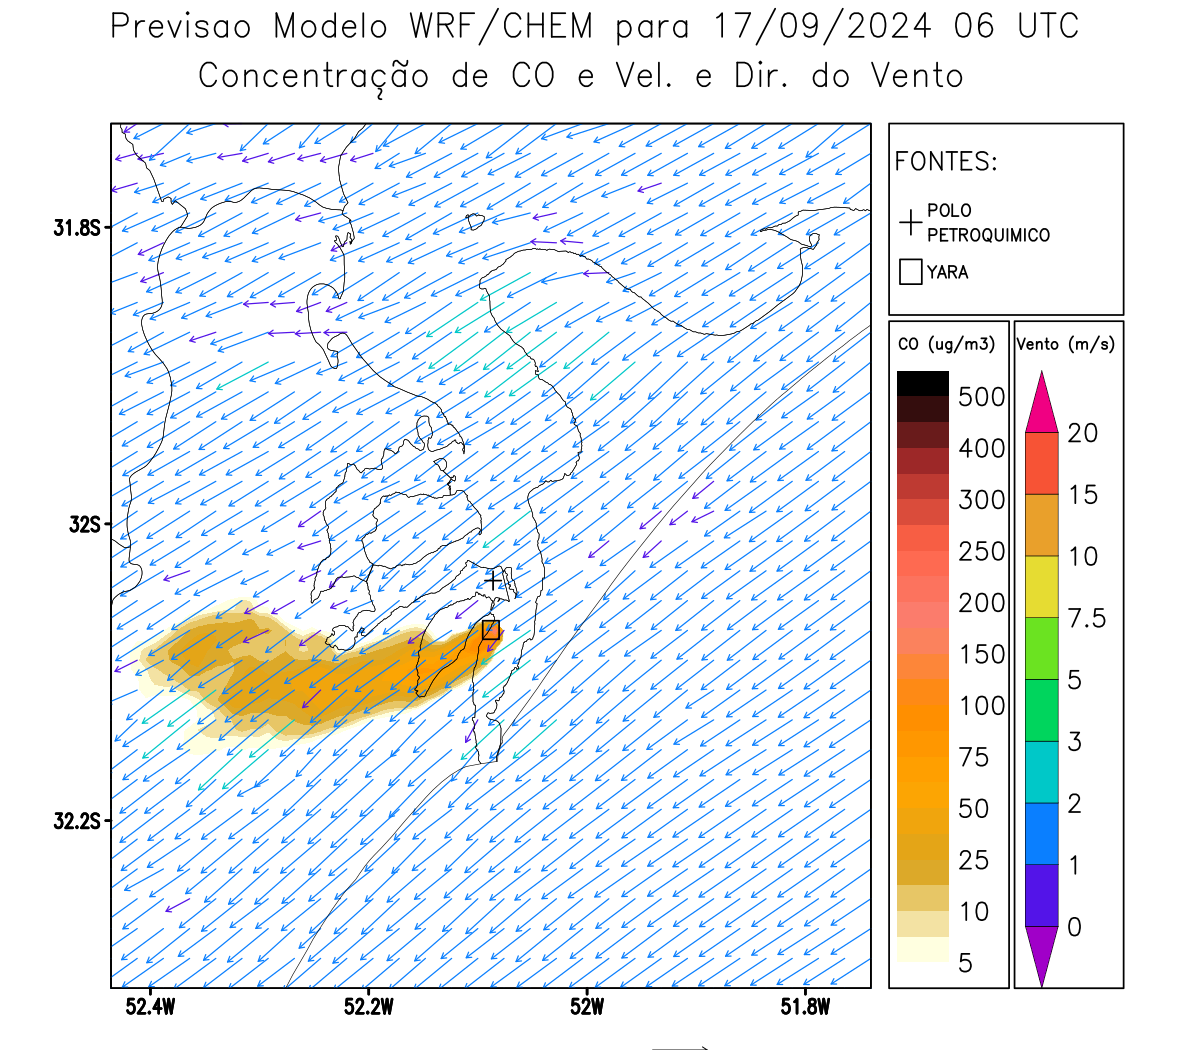 Previsao Modelo WRF/CHEM para 17/09/2024 06 UTC
Concentração de CO e Vel. e Dir. do Vento
FONTES:
POLO
PETROQUIMICO
YARA
CO (ug/m3)
500
400
300
250
200
150
100
75
50
25
10
5
Vento (m/s)
20
15
10
7.5
5
3
2
1
0
31.8S
32S
32.2S
52.4W
52.2W
52W
51.8W